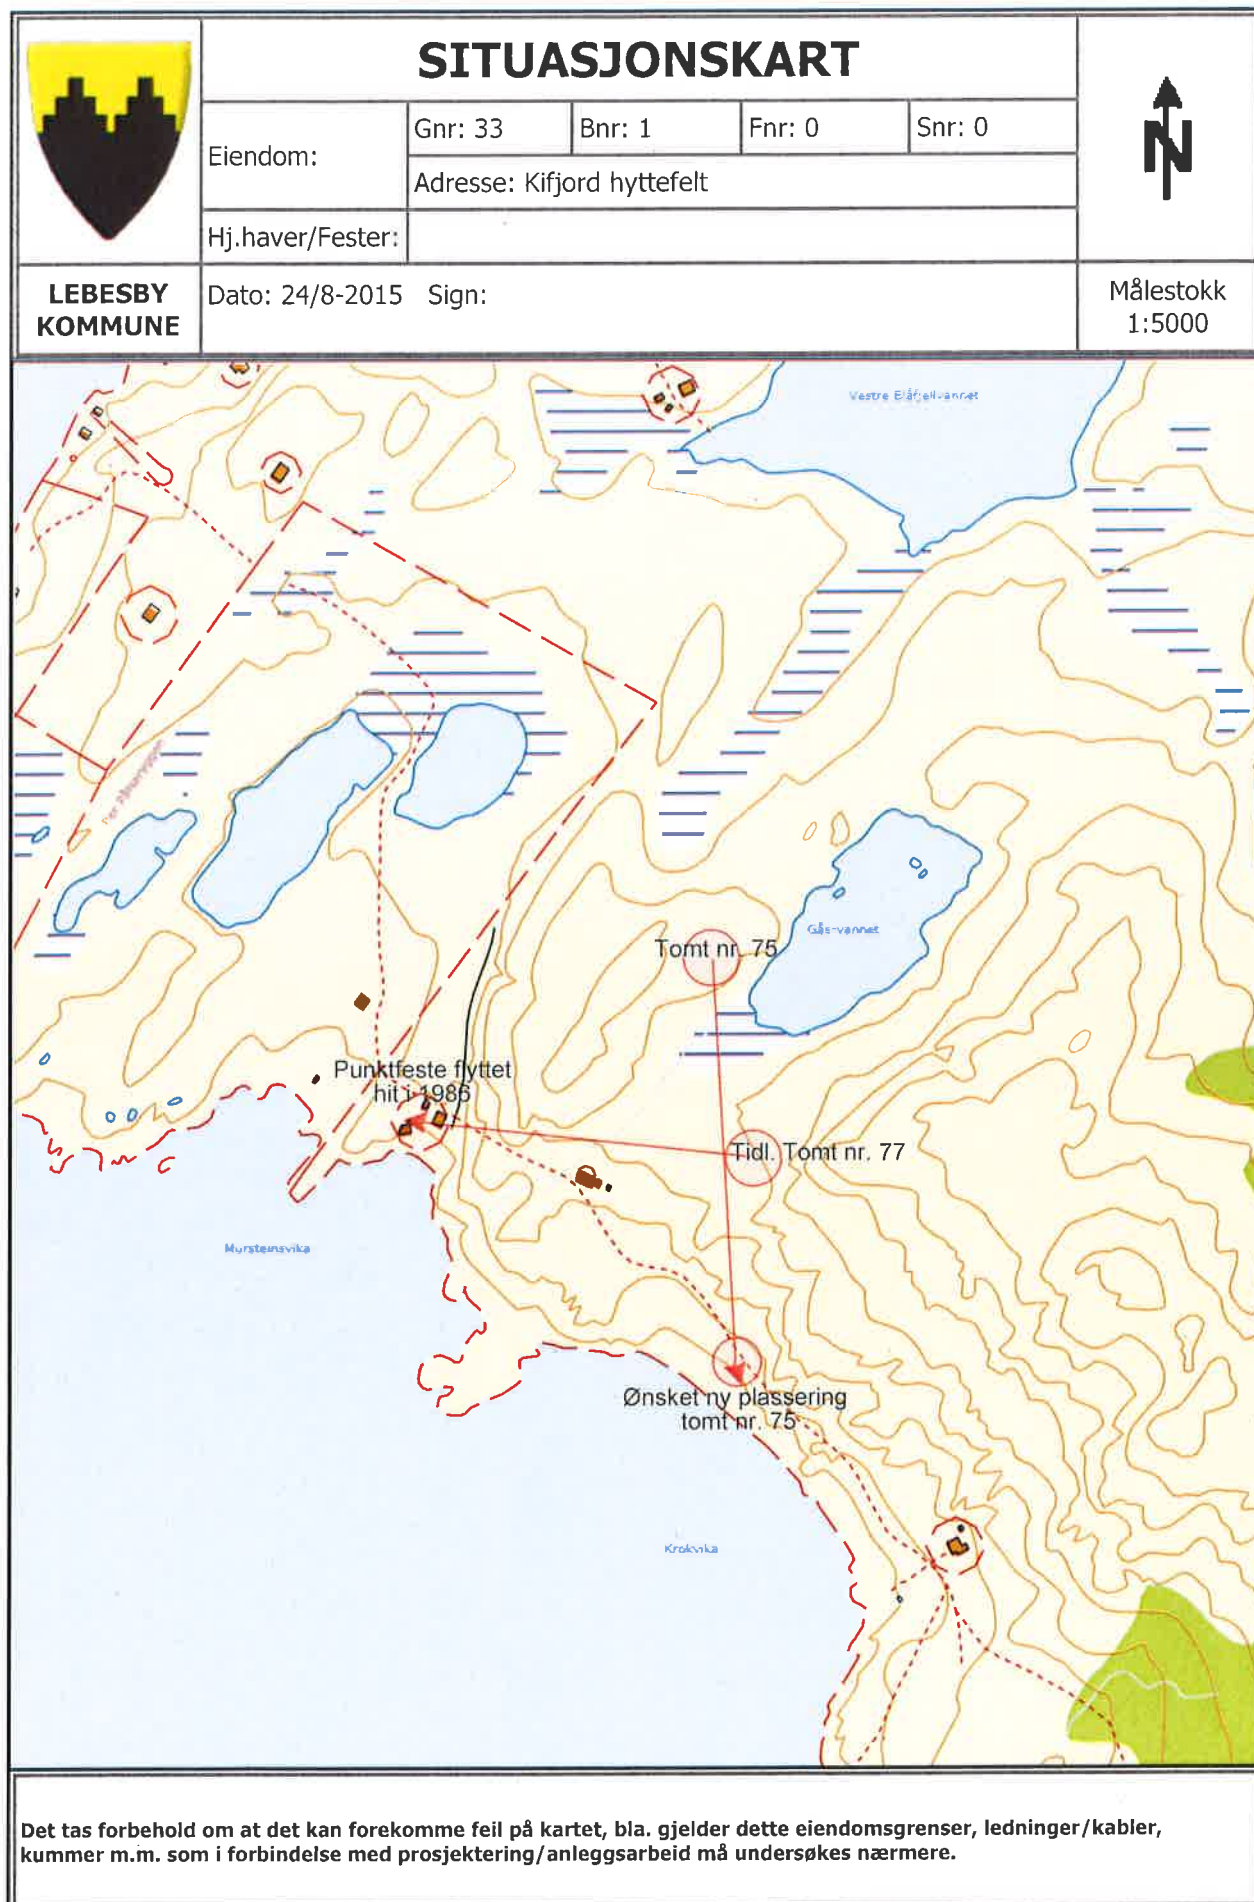 SITUASJONSKART
Eiendom:
Gnr: 33
Bnr: 1
Fnr: 0
Snr: 0
Adresse: Kifjord hyttefelt
Hj.haver/Fester:
N
LEBESBY
KOMMUNE
Dato: 24/8-2015 Sign:
Målestokk
1:5000
Vestre
Gås-vannet
Tomt nr. 75
Punktfeste flyttet
hit i 1986
Tidl. Tomt nr. 77
Mursteinsvika
Ønsket ny plassering
tomt nr. 75
Krokvika
Det tas forbehold om at det kan forekomme feil på kartet, bla. gjelder dette eiendomsgrenser, ledninger/kabler,
kummer m.m. som i forbindelse med prosjektering/anleggsarbeid må undersøkes nærmere.